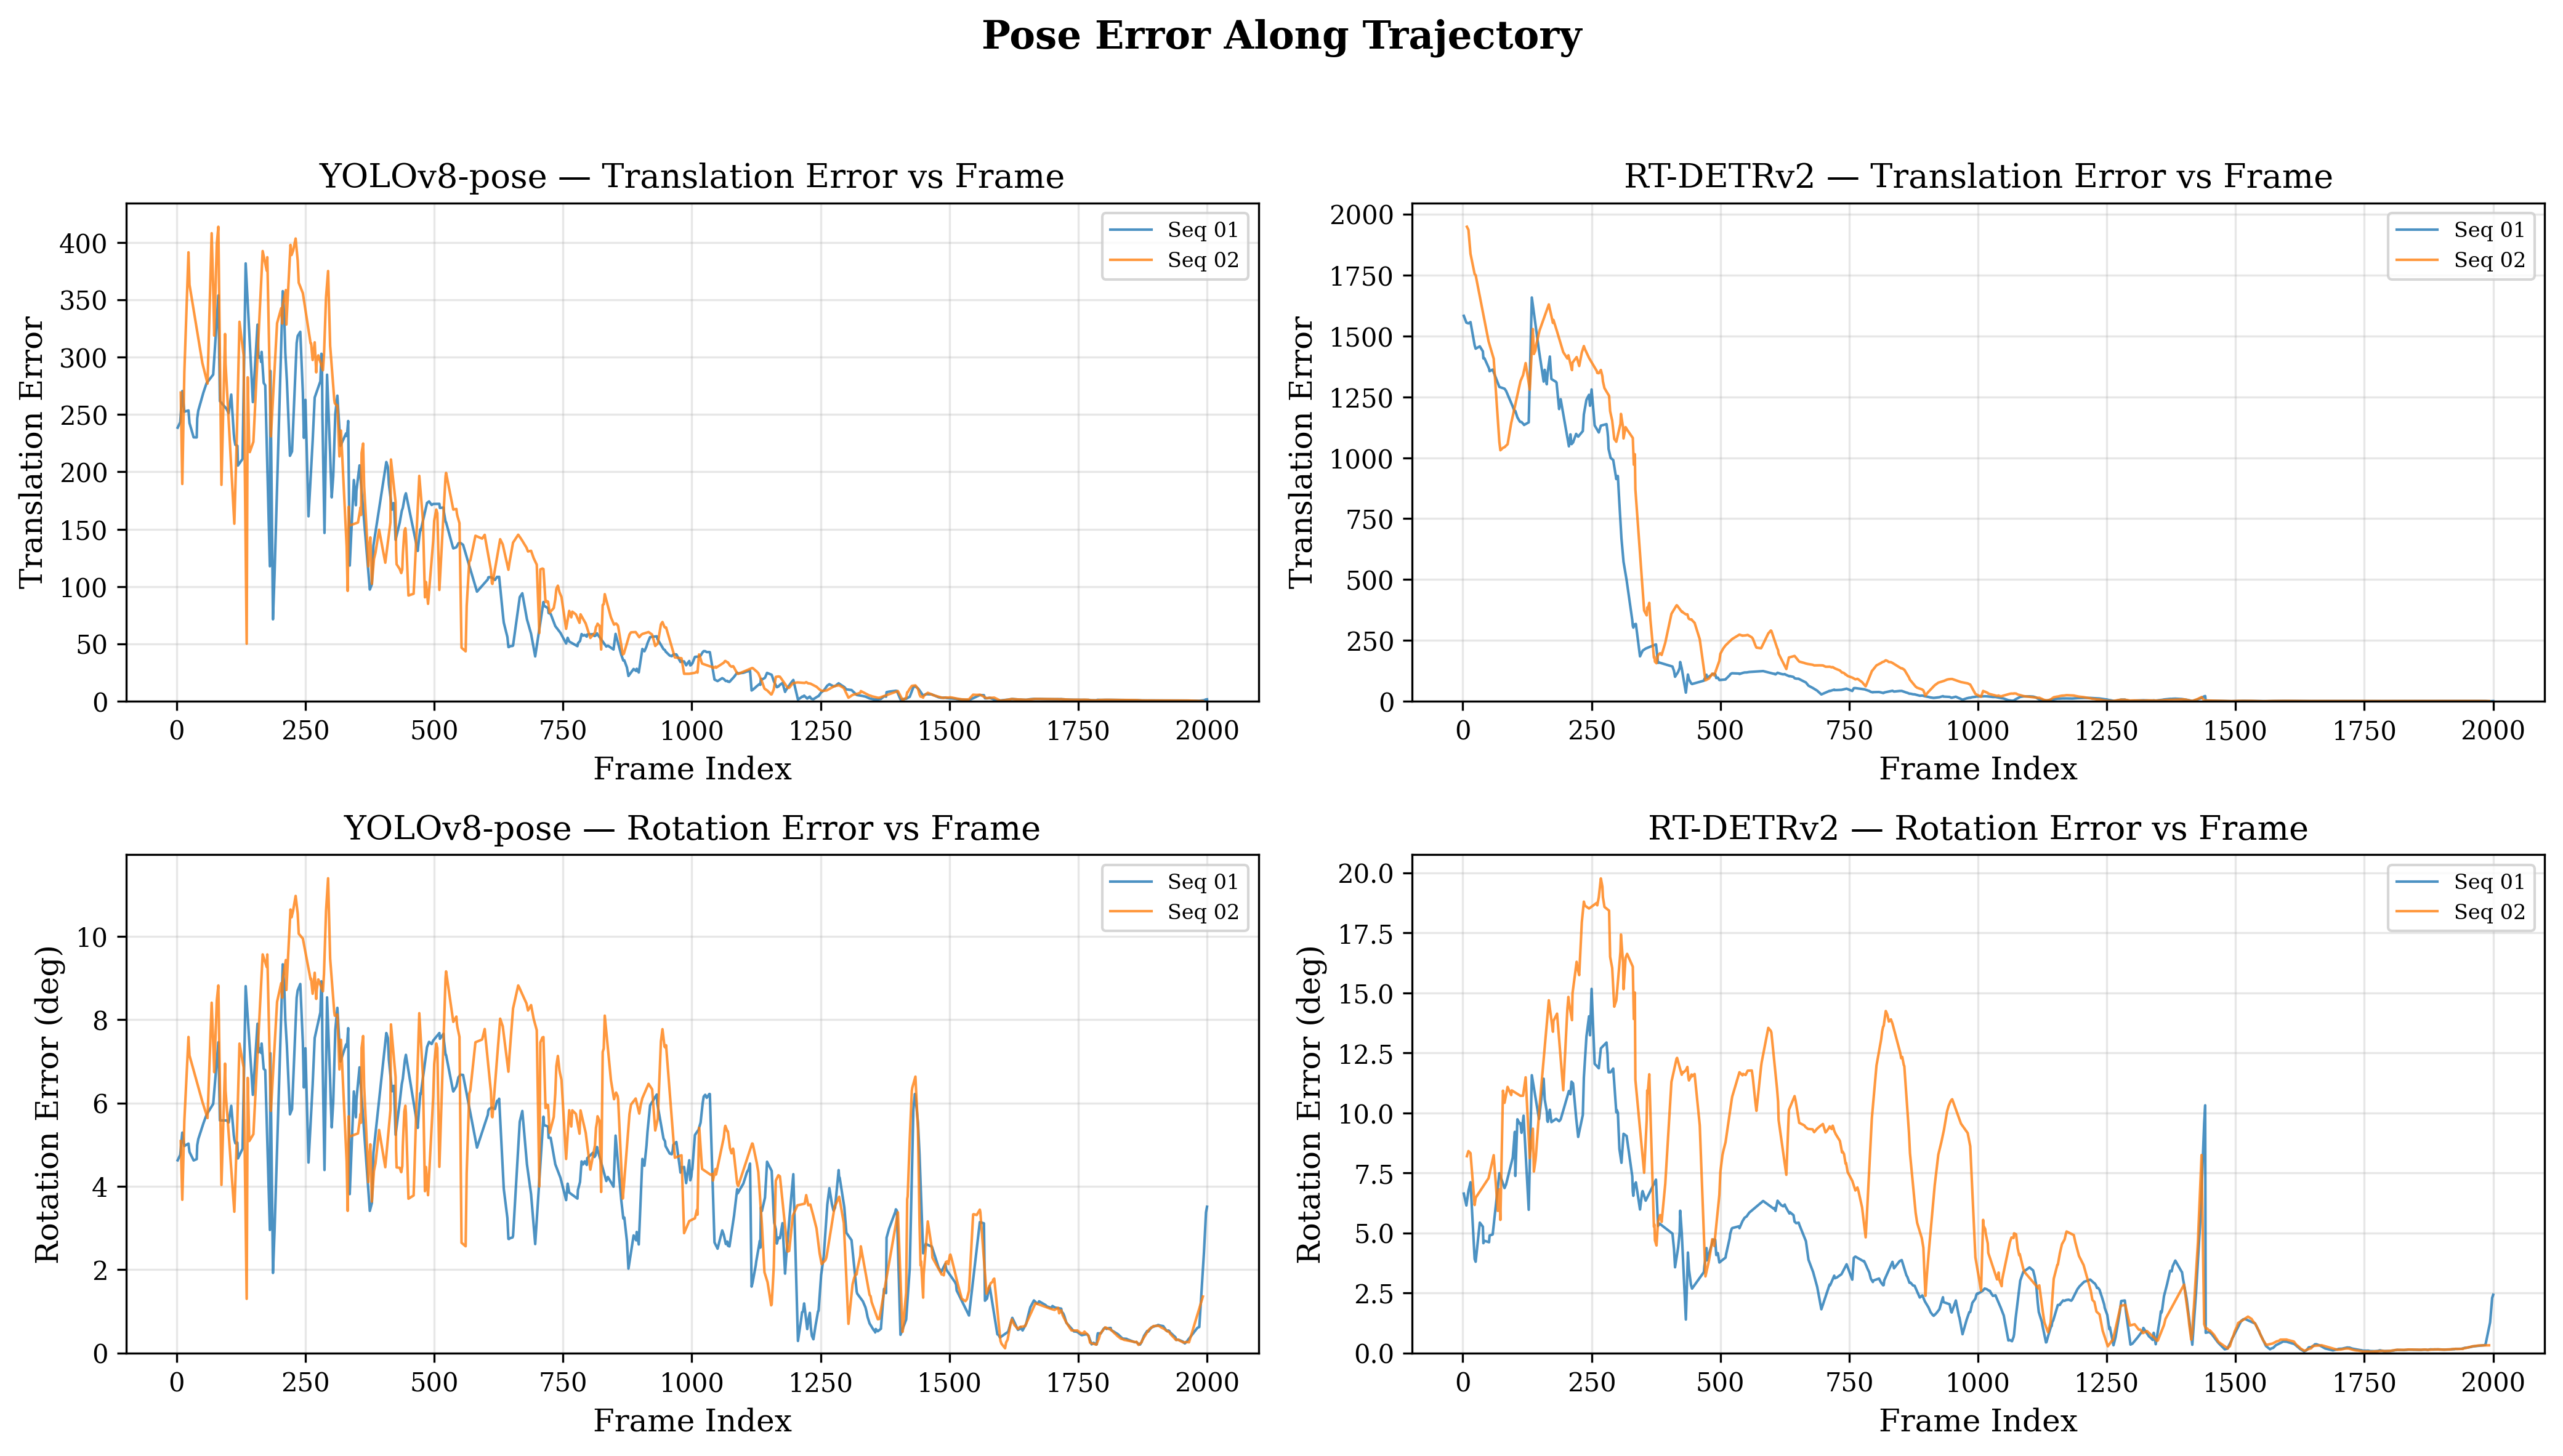 Pose Error Along Trajectory
YOLOv8-pose — Translation Error vs Frame
Translation Error
400
350
300
250
200
150
100
50
0
Seq 01
Seq 02
0 250 500 750 1000 1250 1500 1750 2000
Frame Index
RT-DETRv2 — Translation Error vs Frame
Translation Error
2000
1750
1500
1250
1000
750
500
250
0
Seq 01
Seq 02
0 250 500 750 1000 1250 1500 1750 2000
Frame Index
YOLOv8-pose — Rotation Error vs Frame
Rotation Error (deg)
10
8
6
4
2
0
Seq 01
Seq 02
0 250 500 750 1000 1250 1500 1750 2000
Frame Index
RT-DETRv2 — Rotation Error vs Frame
Rotation Error (deg)
20.0
17.5
15.0
12.5
10.0
7.5
5.0
2.5
0.0
Seq 01
Seq 02
0 250 500 750 1000 1250 1500 1750 2000
Frame Index